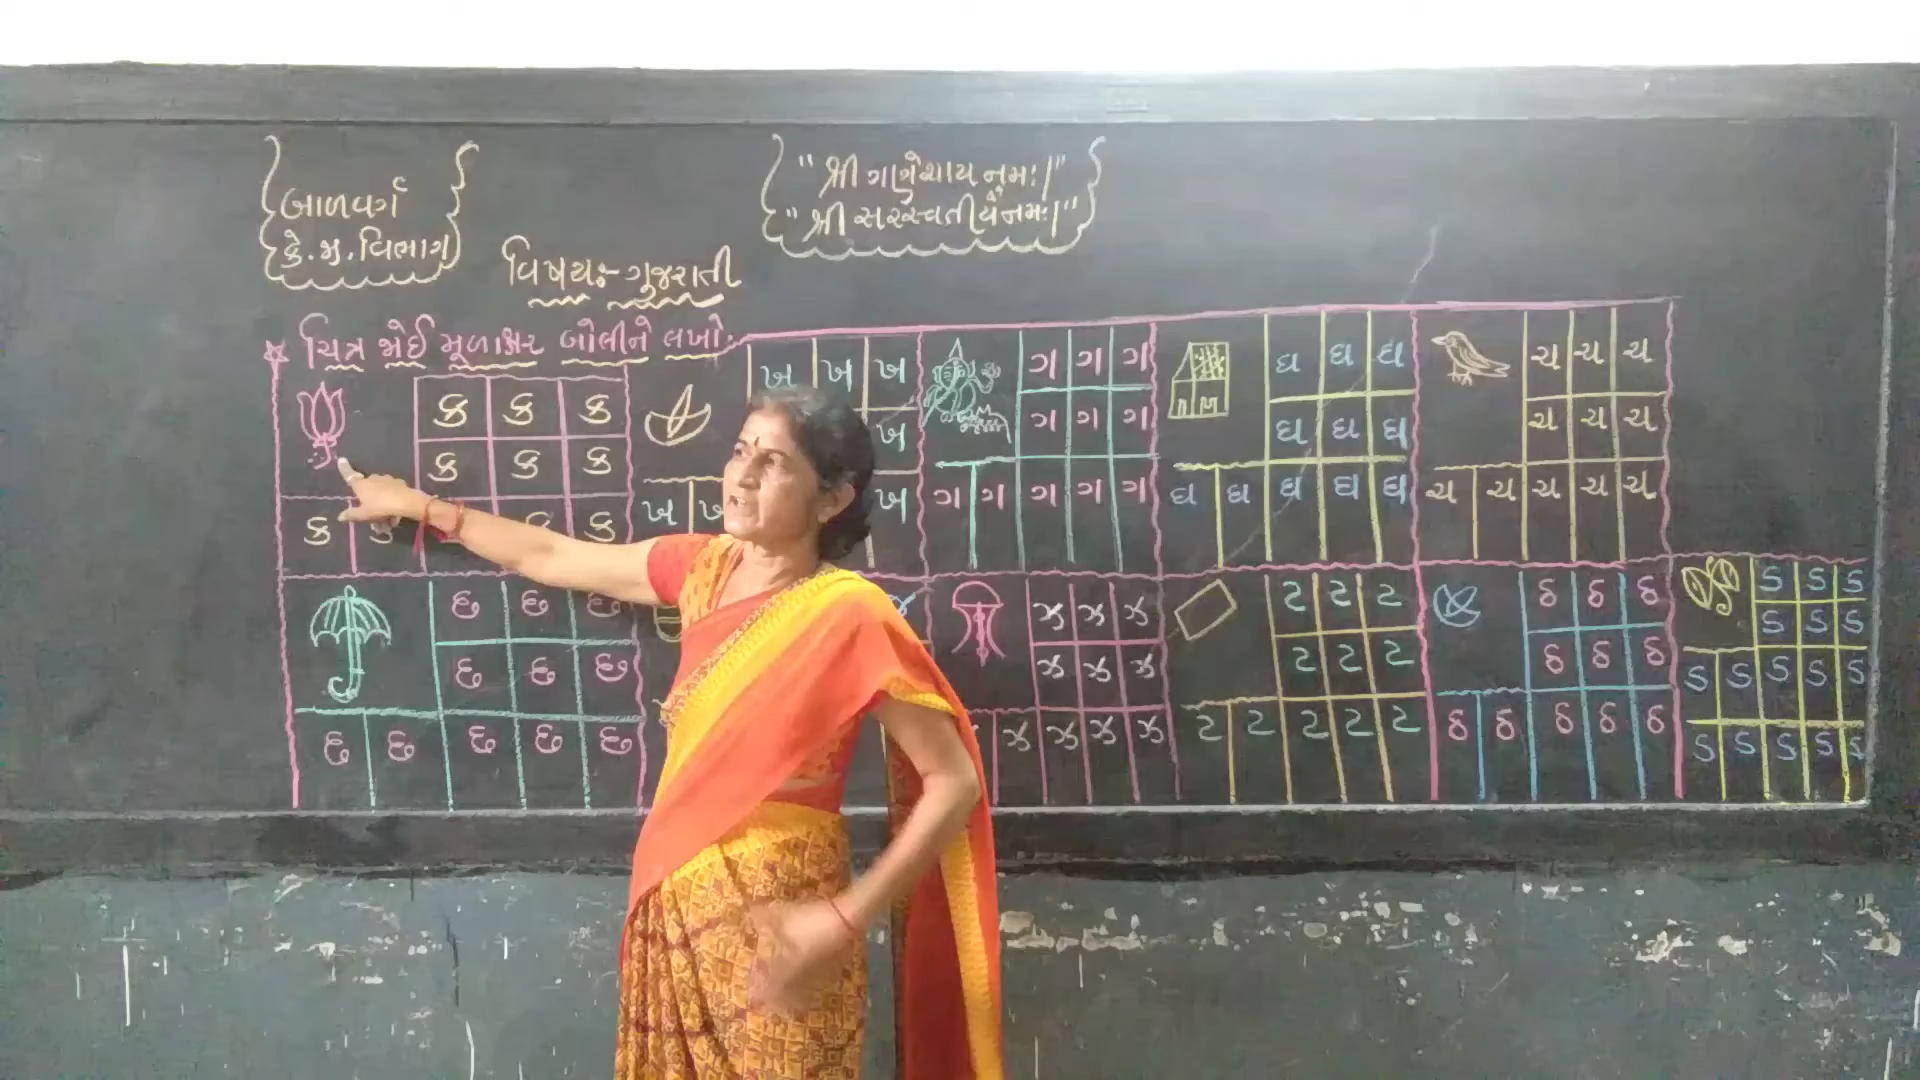 "શ્રી ગણેશાય નમઃ।"
"શ્રી સરસ્વતીયૈ નમઃ।"
બાળવર્ગ
કે.મુ.વિભાગ
વિષયઃ- ગુજરાતી
ચિત્ર જોઈ મૂળાક્ષર બોલીને લખો.
ક ક ક
ક ક ક
ક ક ક ક
ખ ખ ખ
ખ
ખ ખ ખ
ગ ગ ગ
ગ ગ ગ
ગ ગ ગ ગ ગ
ઘ ઘ ઘ
ઘ ઘ ઘ
ઘ ઘ ઘ ઘ ઘ
ચ ચ ચ
ચ ચ ચ
ચ ચ ચ ચ ચ
છ છ છ
છ છ છ
છ છ છ છ છ
ઝ ઝ ઝ
ઝ ઝ ઝ
ઝ ઝ ઝ ઝ
ટ ટ ટ
ટ ટ ટ
ટ ટ ટ ટ ટ
ઠ ઠ ઠ
ઠ ઠ ઠ
ઠ ઠ ઠ ઠ ઠ
ડ ડ ડ
ડ ડ ડ
ડ ડ ડ ડ ડ
ડ ડ ડ ડ ડ